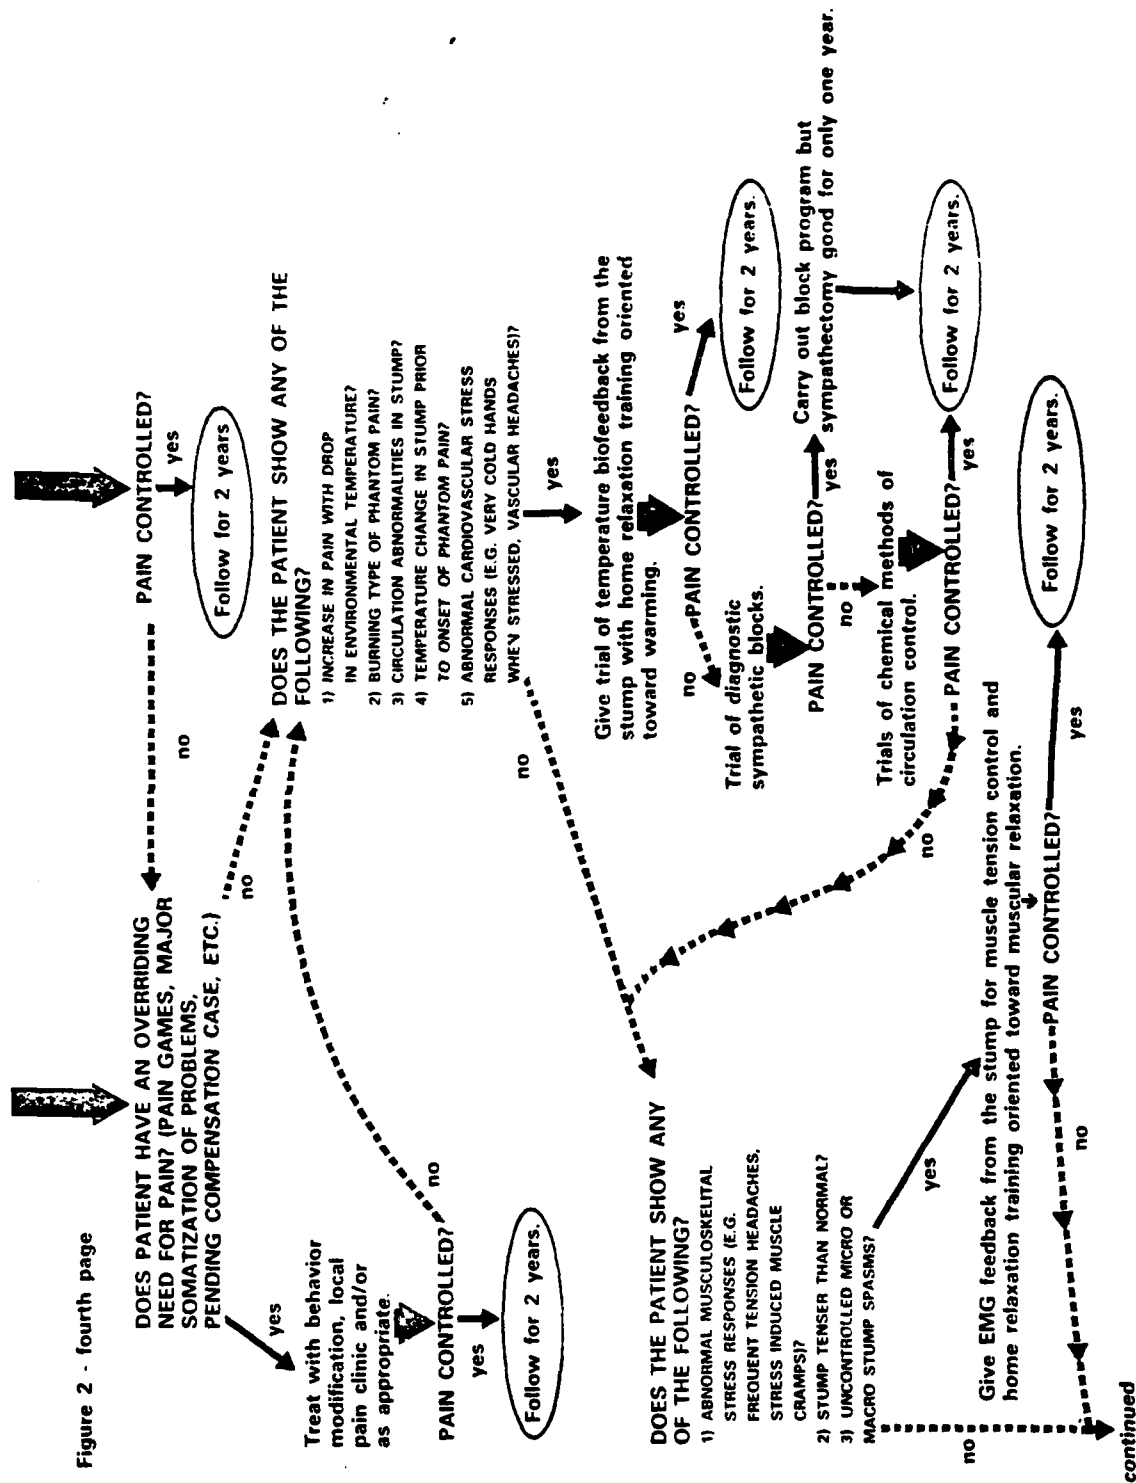 Figure 2 - fourth page
DOES PATIENT HAVE AN OVERRIDING
NEED FOR PAIN? (PAIN GAMES, MAJOR
SOMATIZATION OF PROBLEMS,
PENDING COMPENSATION CASE, ETC.)
no
PAIN CONTROLLED?
yes
Follow for 2 years
yes
no
Treat with behavior
modification, local
pain clinic and/or
as appropriate.
PAIN CONTROLLED?
no
yes
Follow for 2 years.
DOES THE PATIENT SHOW ANY OF THE
FOLLOWING?
1) INCREASE IN PAIN WITH DROP
IN ENVIRONMENTAL TEMPERATURE?
2) BURNING TYPE OF PHANTOM PAIN?
3) CIRCULATION ABNORMALITIES IN STUMP?
4) TEMPERATURE CHANGE IN STUMP PRIOR
TO ONSET OF PHANTOM PAIN?
5) ABNORMAL CARDIOVASCULAR STRESS
RESPONSES (E.G. VERY COLD HANDS
WHEN STRESSED, VASCULAR HEADACHES)?
no
yes
Give trial of temperature biofeedback from the
stump with home relaxation training oriented
toward warming.
no
PAIN CONTROLLED?
yes
Follow for 2 years.
Trial of diagnostic
sympathetic blocks.
PAIN CONTROLLED?
yes
Carry out block program but
sympathectomy good for only one year.
no
Trials of chemical methods of
circulation control.
no
PAIN CONTROLLED?
yes
Follow for 2 years.
DOES THE PATIENT SHOW ANY
OF THE FOLLOWING?
1) ABNORMAL MUSCULOSKELITAL
STRESS RESPONSES (E.G.
FREQUENT TENSION HEADACHES,
STRESS INDUCED MUSCLE
CRAMPS)?
2) STUMP TENSER THAN NORMAL?
3) UNCONTROLLED MICRO OR
MACRO STUMP SPASMS?
no
yes
Give EMG feedback from the stump for muscle tension control and
home relaxation training oriented toward muscular relaxation.
no
PAIN CONTROLLED?
yes
Follow for 2 years.
continued